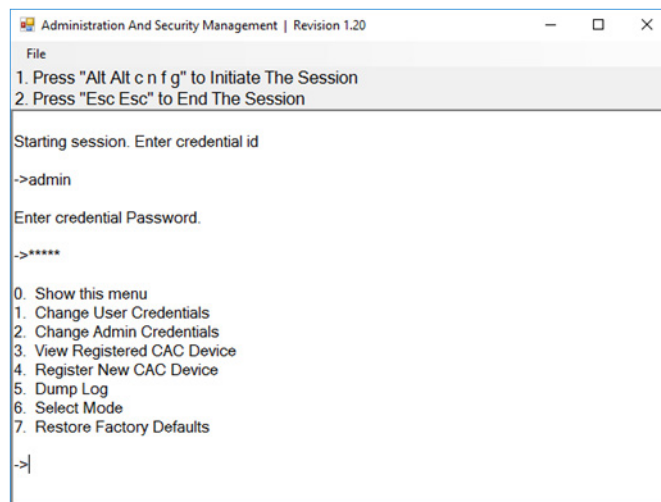 Administration And Security Management | Revision 1.20
File
1. Press "Alt Alt c n f g" to Initiate The Session
2. Press "Esc Esc" to End The Session
Starting session. Enter credential id
->admin
Enter credential Password.
->*****
0. Show this menu
1. Change User Credentials
2. Change Admin Credentials
3. View Registered CAC Device
4. Register New CAC Device
5. Dump Log
6. Select Mode
7. Restore Factory Defaults
->